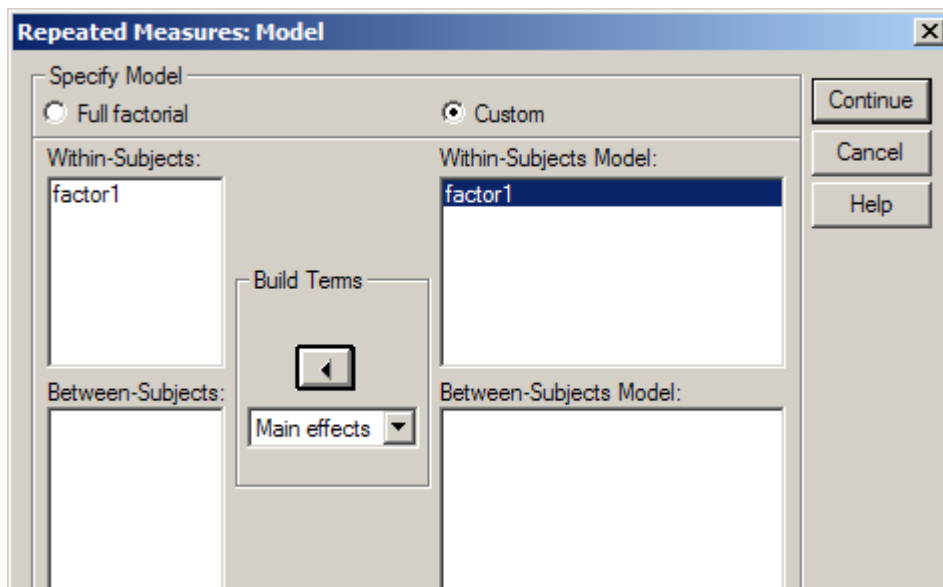 Repeated Measures: Model
Specify Model
Full factorial
Custom
Continue
Cancel
Help
Within-Subjects:
factor1
Within-Subjects Model:
factor1
Build Terms
Main effects
Between-Subjects:
Between-Subjects Model: